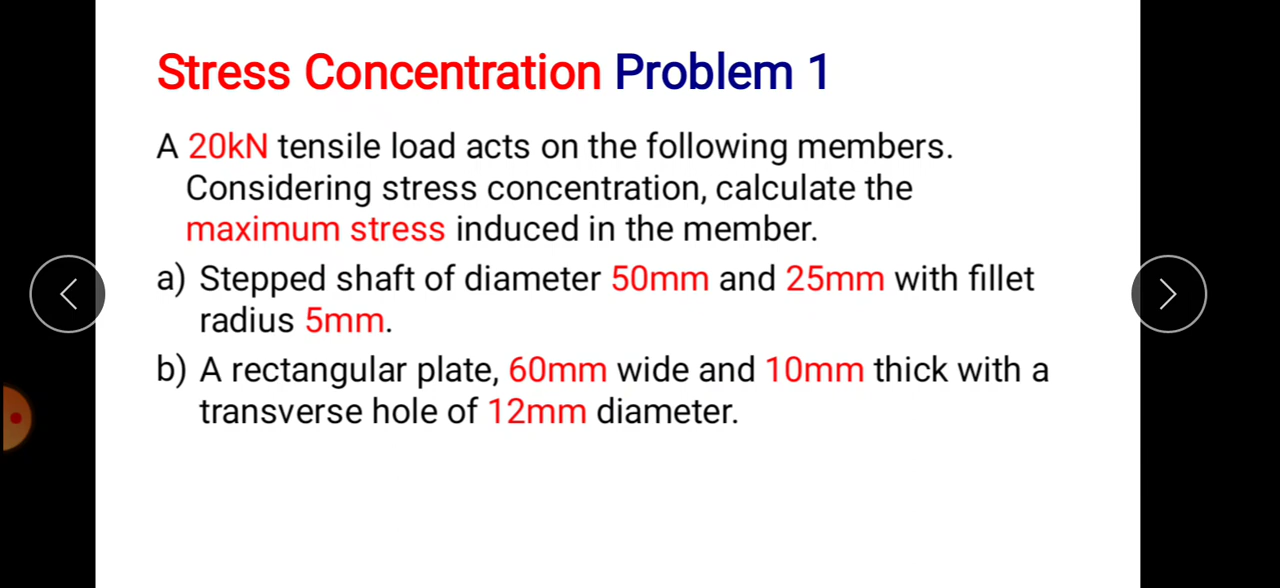 Stress Concentration Problem 1
A 20kN tensile load acts on the following members.
Considering stress concentration, calculate the
maximum stress induced in the member.
a) Stepped shaft of diameter 50mm and 25mm with fillet
radius 5mm.
b) A rectangular plate, 60mm wide and 10mm thick with a
transverse hole of 12mm diameter.